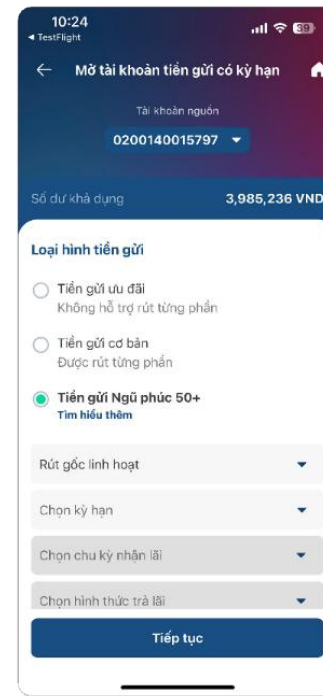 10:24
39
◀ TestFlight
Mở tài khoản tiền gửi có kỳ hạn
Tài khoản nguồn
0200140015797
Số dư khả dụng 3,985,236 VND
Loại hình tiền gửi
Tiền gửi ưu đãi
Không hỗ trợ rút từng phần
Tiền gửi cơ bản
Được rút từng phần
Tiền gửi Ngũ phúc 50+
Tìm hiểu thêm
Rút gốc linh hoạt
Chọn kỳ hạn
Chọn chu kỳ nhận lãi
Chọn hình thức trả lãi
Tiếp tục